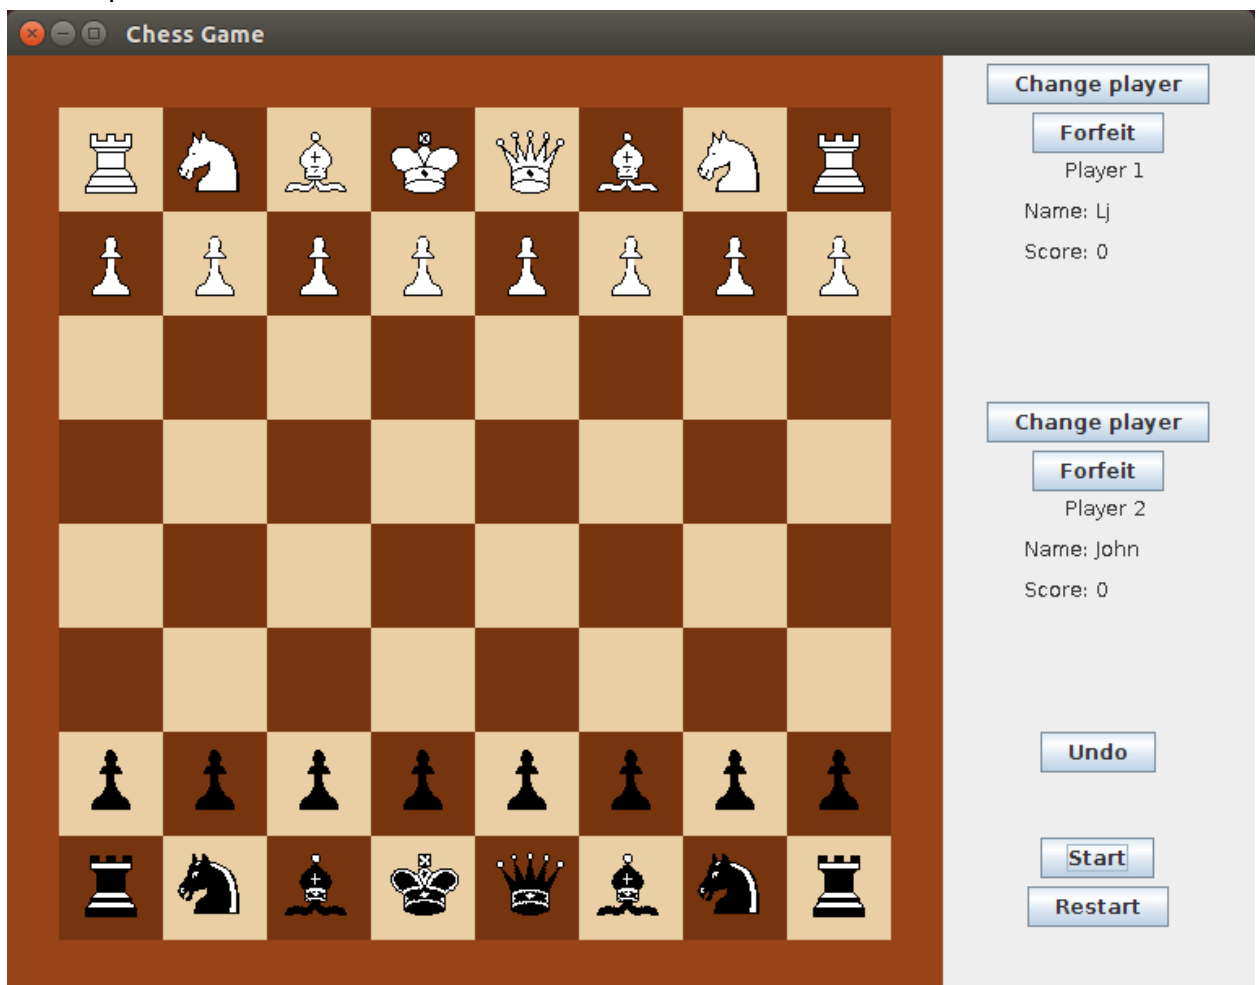 Chess Game
Change player
Forfeit
Player 1
Name: Lj
Score: 0
Change player
Forfeit
Player 2
Name: John
Score: 0
Undo
Start
Restart